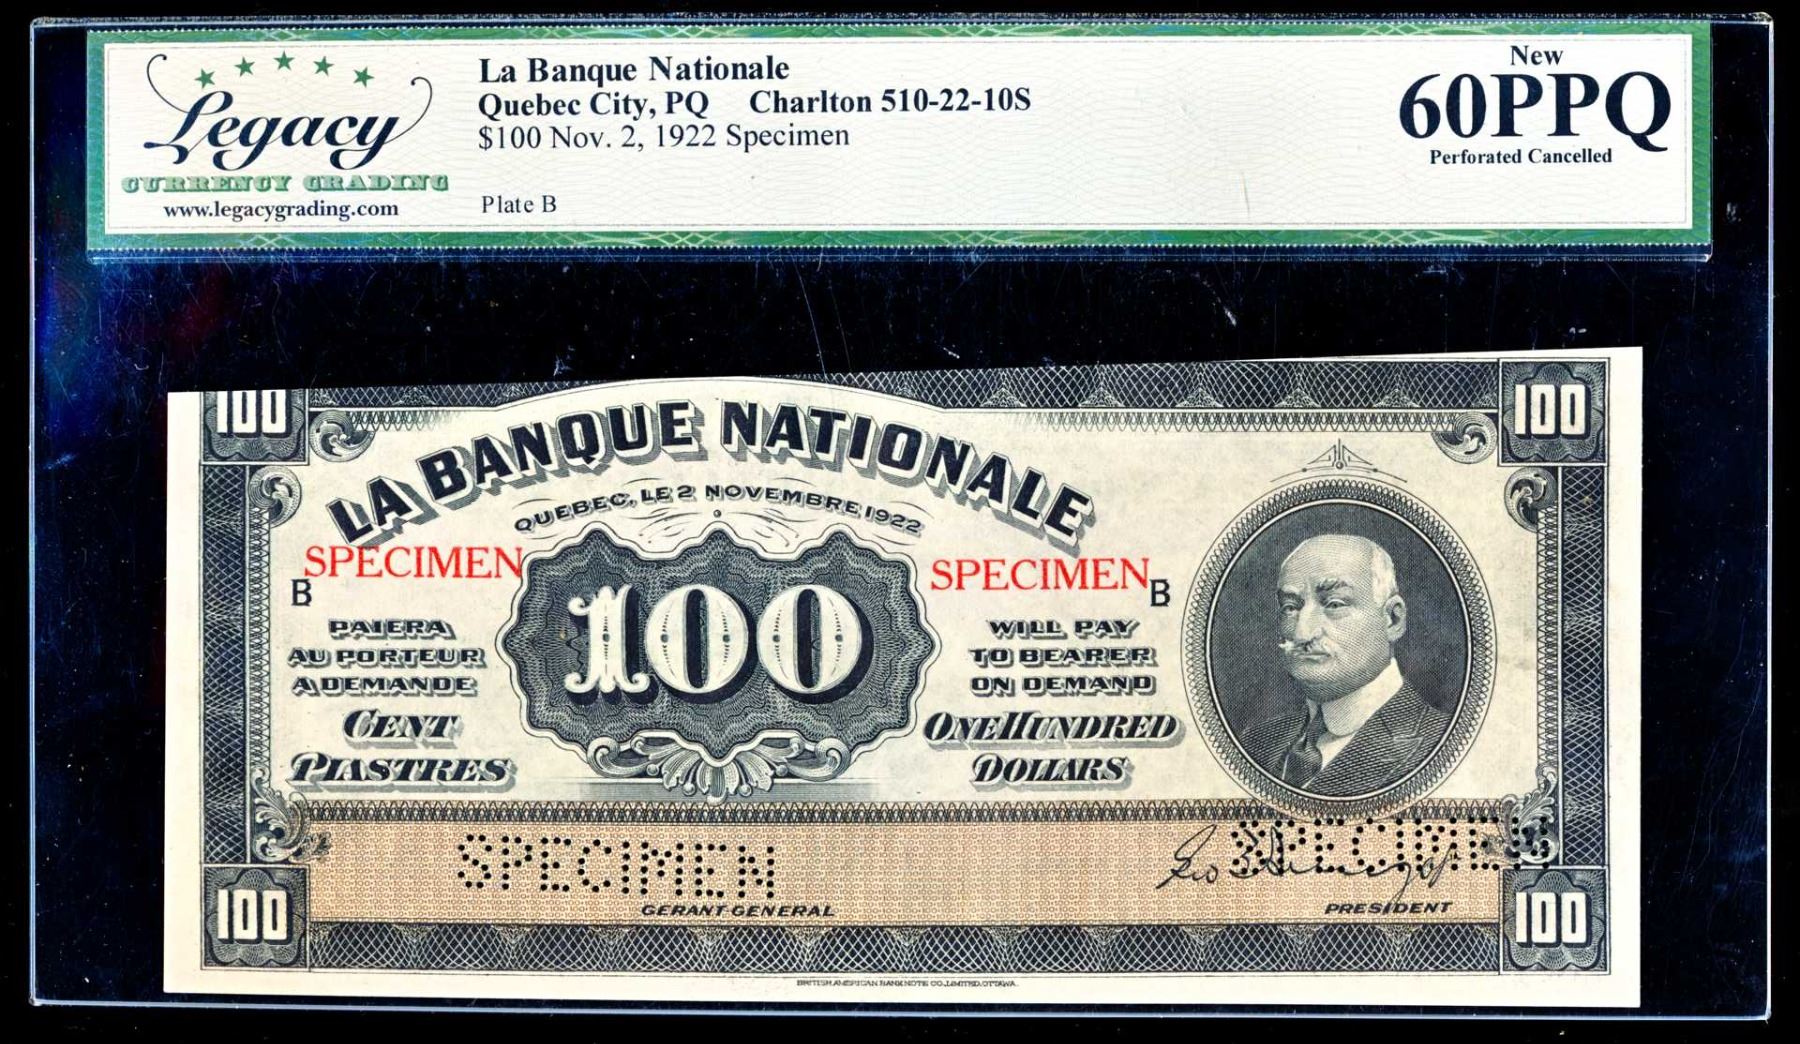 Legacy
CURRENCY GRADING
www.legacygrading.com
La Banque Nationale
Quebec City, PQ Charlton 510-22-10S
$100 Nov. 2, 1922 Specimen
Plate B
New
60PPQ
Perforated Cancelled
100 100
LA BANQUE NATIONALE
QUEBEC, LE 2 NOVEMBRE 1922
SPECIMEN SPECIMEN
B B
100
PAIERA
AU PORTEUR
A DEMANDE
CENT
PIASTRES
WILL PAY
TO BEARER
ON DEMAND
ONE HUNDRED
DOLLARS
SPECIMEN SPECIMEN
GERANT GENERAL PRESIDENT
100 100
BRITISH AMERICAN BANK NOTE CO., LIMITED, OTTAWA.